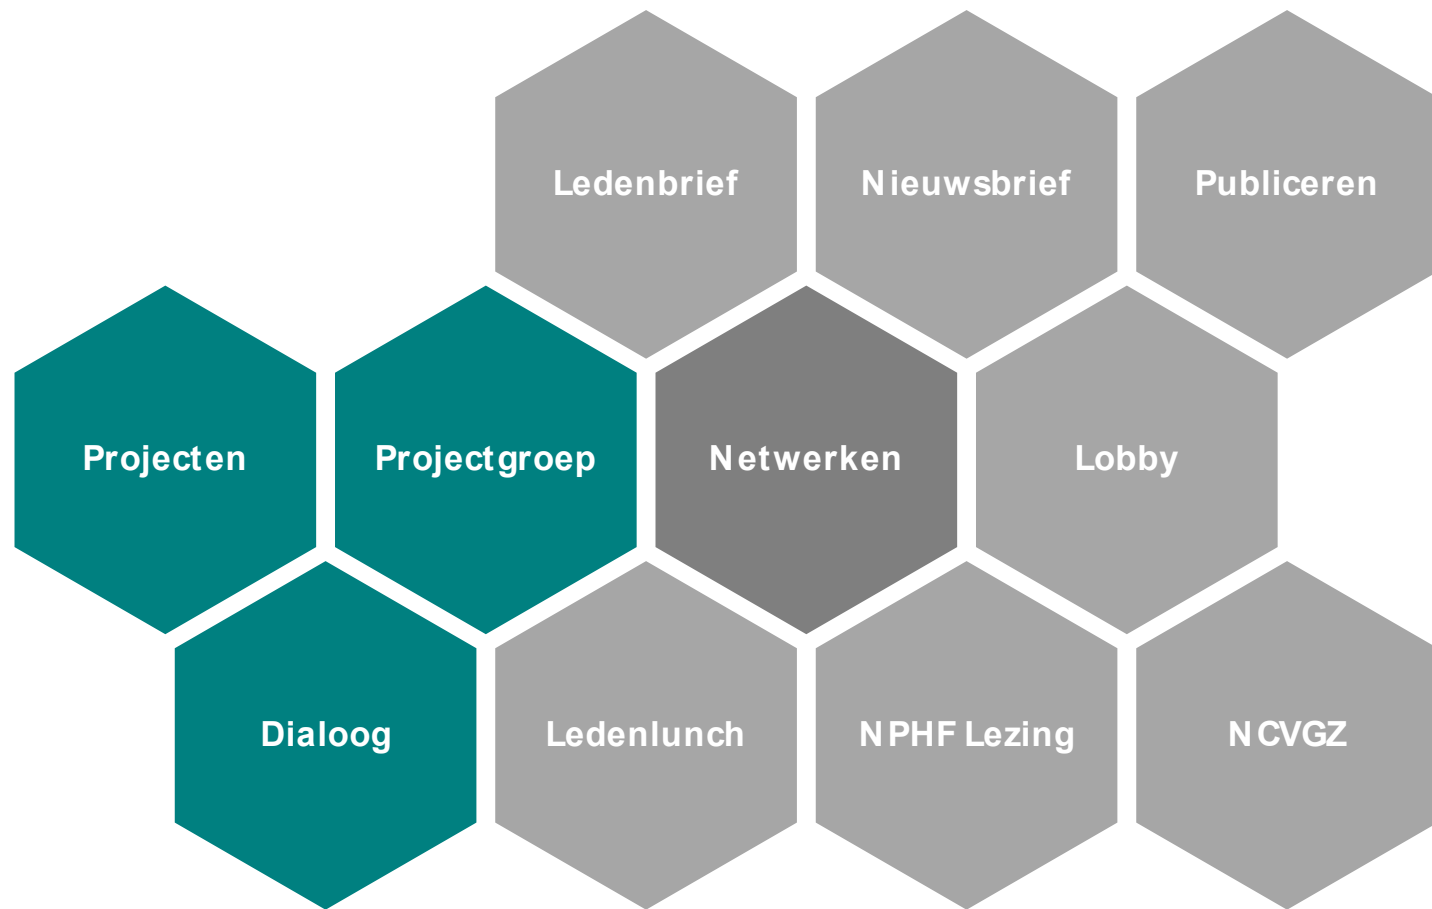 Ledenbrief
Nieuwsbrief
Publiceren
Projecten
Projectgroep
Netwerken
Lobby
Dialoog
Ledenlunch
NPHF Lezing
NCVGZ